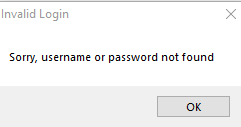 Invalid Login
Sorry, username or password not found
OK